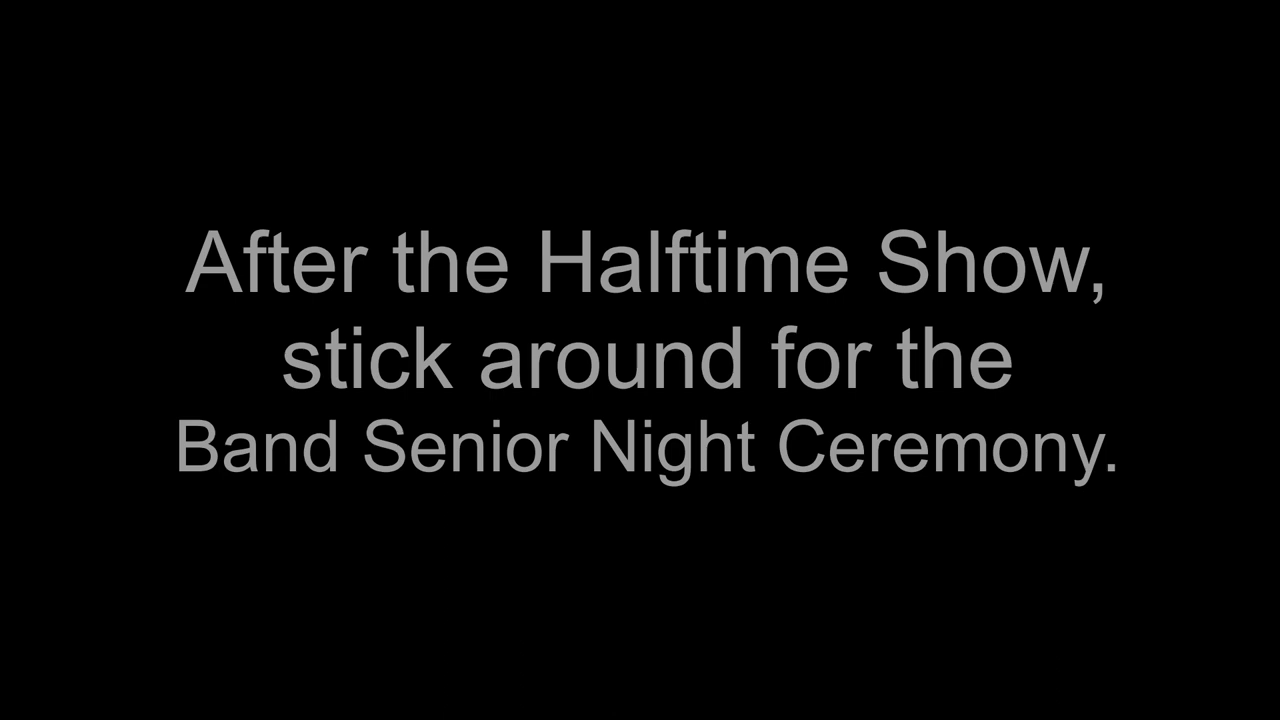 After the Halftime Show,
stick around for the
Band Senior Night Ceremony.